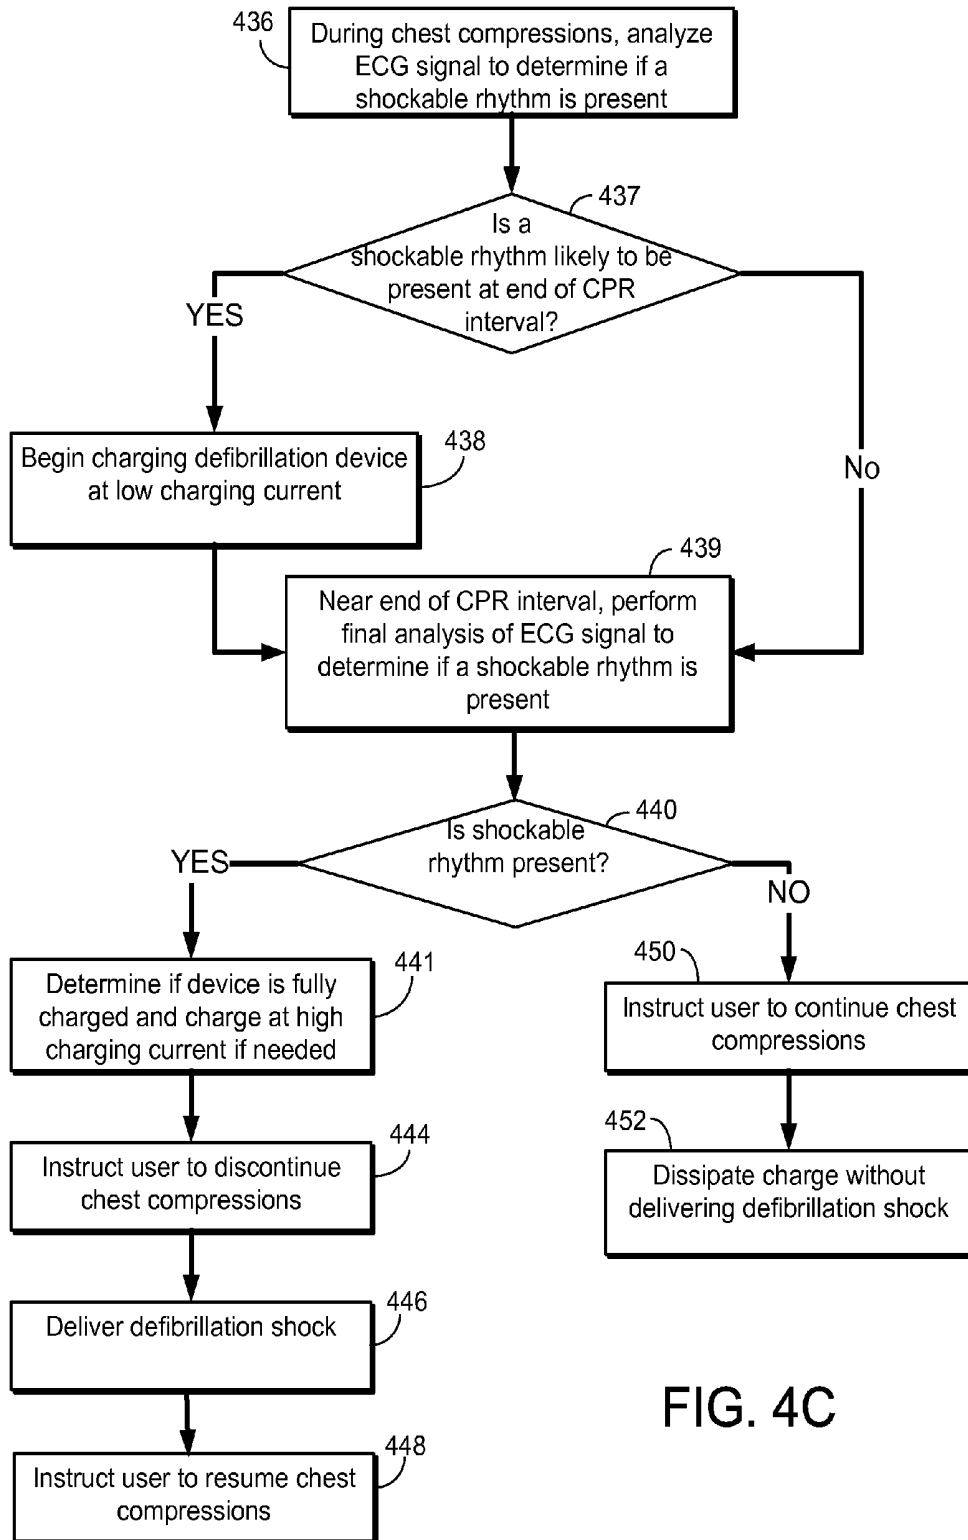 436
During chest compressions, analyze
ECG signal to determine if a
shockable rhythm is present
437
Is a
shockable rhythm likely to be
present at end of CPR
interval?
YES
No
438
Begin charging defibrillation device
at low charging current
439
Near end of CPR interval, perform
final analysis of ECG signal to
determine if a shockable rhythm is
present
440
Is shockable
rhythm present?
YES
NO
441
Determine if device is fully
charged and charge at high
charging current if needed
450
Instruct user to continue chest
compressions
444
Instruct user to discontinue
chest compressions
452
Dissipate charge without
delivering defibrillation shock
446
Deliver defibrillation shock
448
Instruct user to resume chest
compressions
FIG. 4C